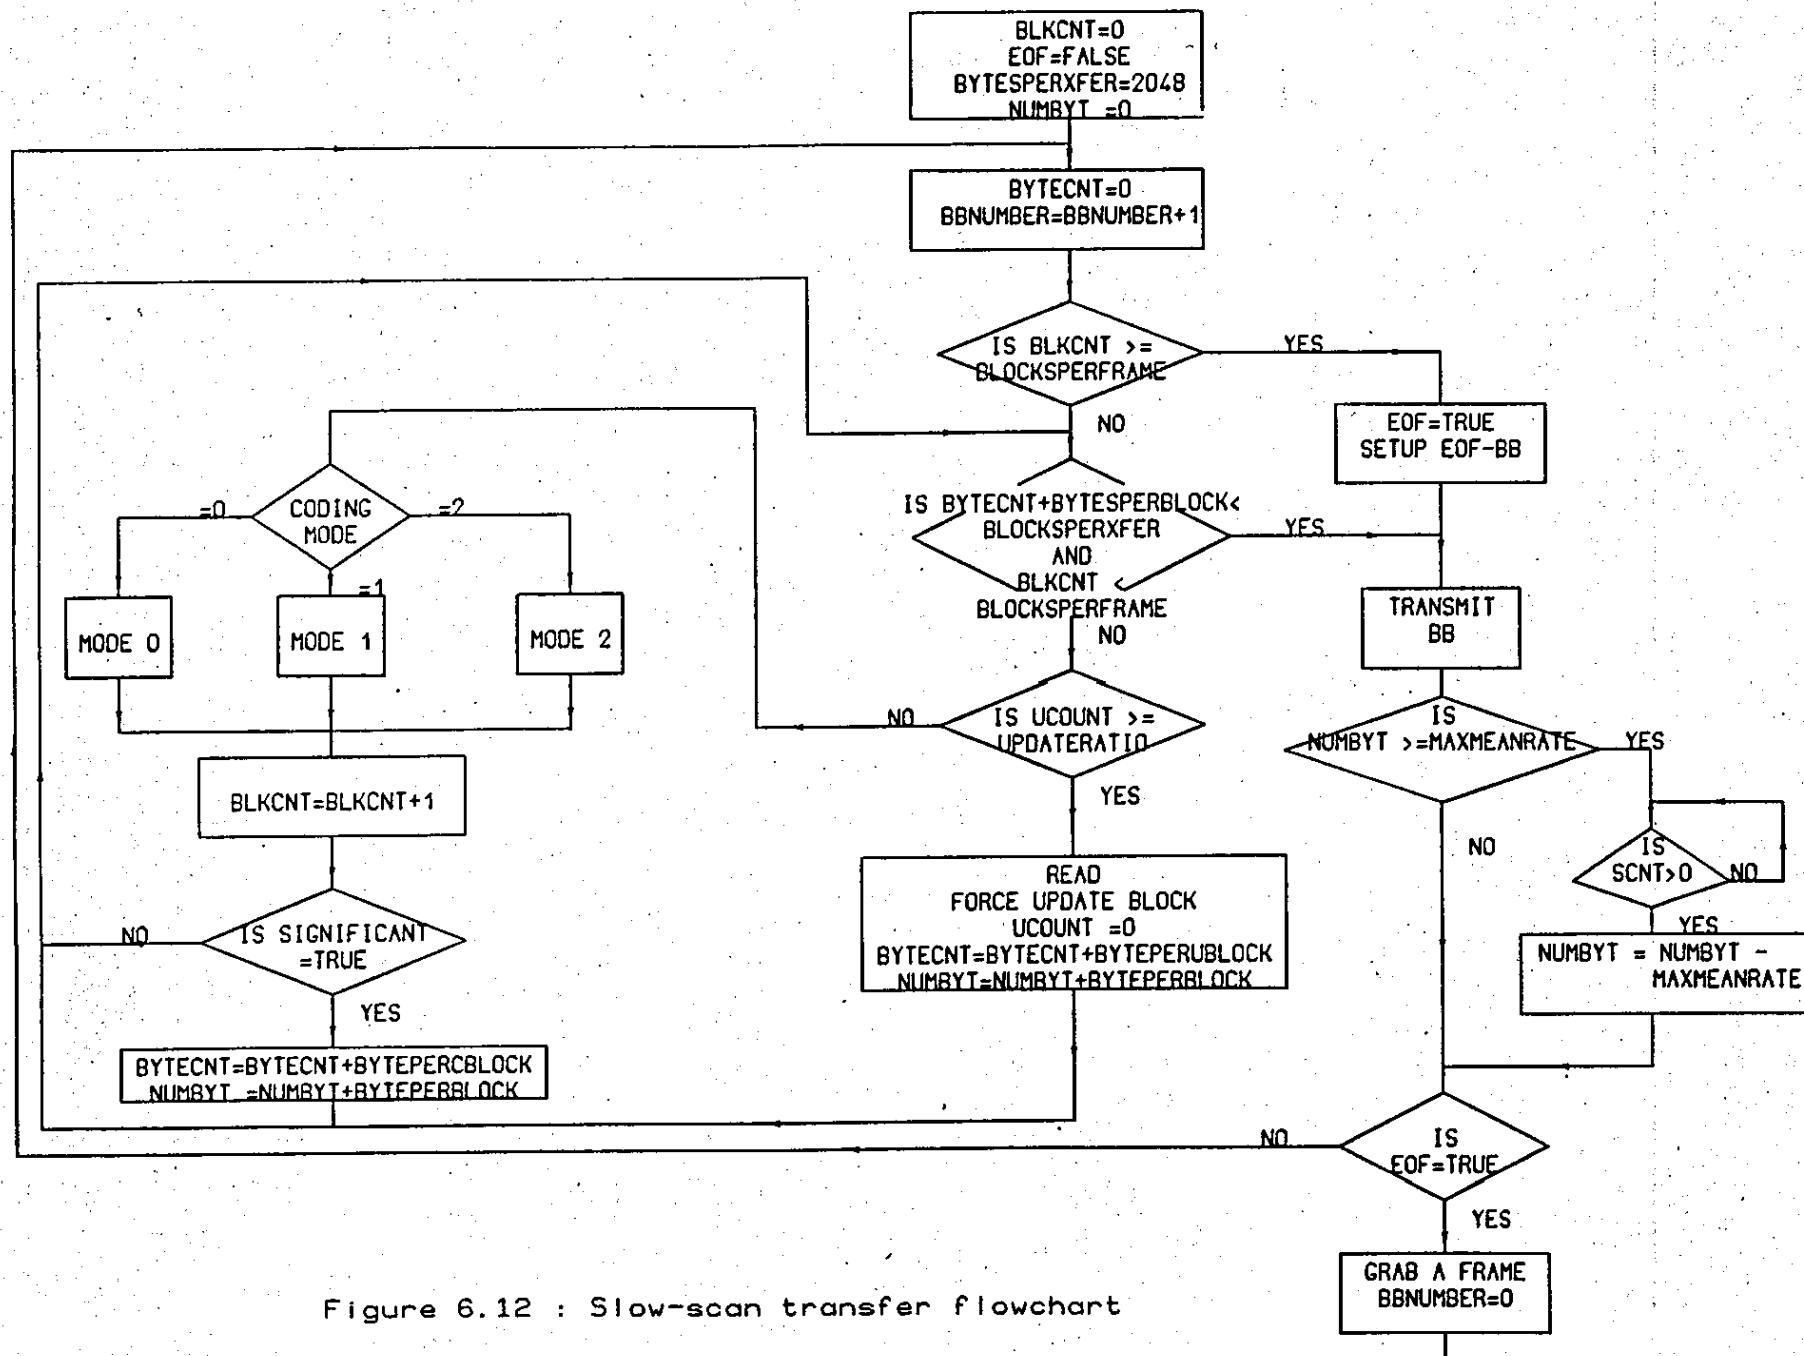 BLKCNT=0
EOF=FALSE
BYTESPERXFER=2048
NUMBYT =0
BYTECNT=0
BBNUMBER=BBNUMBER+1
IS BLKCNT >=
BLOCKSPERFRAME
YES
NO
EOF=TRUE
SETUP EOF-BB
IS BYTECNT+BYTESPERBLOCK<
BLOCKSPERXFER
AND
BLKCNT <
BLOCKSPERFRAME
YES
NO
CODING
MODE
=0
=1
=2
MODE 0
MODE 1
MODE 2
TRANSMIT
BB
IS UCOUNT >=
UPDATERATIO
NO
YES
IS
NUMBYT >=MAXMEANRATE
YES
NO
BLKCNT=BLKCNT+1
IS
SCNT>0
NO
YES
READ
FORCE UPDATE BLOCK
UCOUNT =0
BYTECNT=BYTECNT+BYTEPERUBLOCK
NUMBYT=NUMBYT+BYTEPERBLOCK
IS SIGNIFICANT
=TRUE
NO
YES
NUMBYT = NUMBYT -
MAXMEANRATE
BYTECNT=BYTECNT+BYTEPERCBLOCK
NUMBYT =NUMBYT+BYTEPERBLOCK
IS
EOF=TRUE
NO
YES
GRAB A FRAME
BBNUMBER=0
Figure 6.12 : Slow-scan transfer flowchart